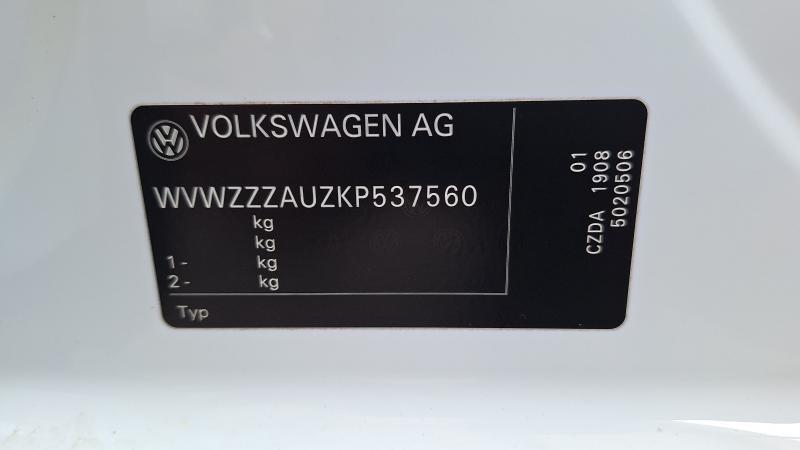 VOLKSWAGEN AG
WVWZZZAUZKP537560
kg
kg
1- kg
2- kg
Typ
01
CZDA 1908
5020506